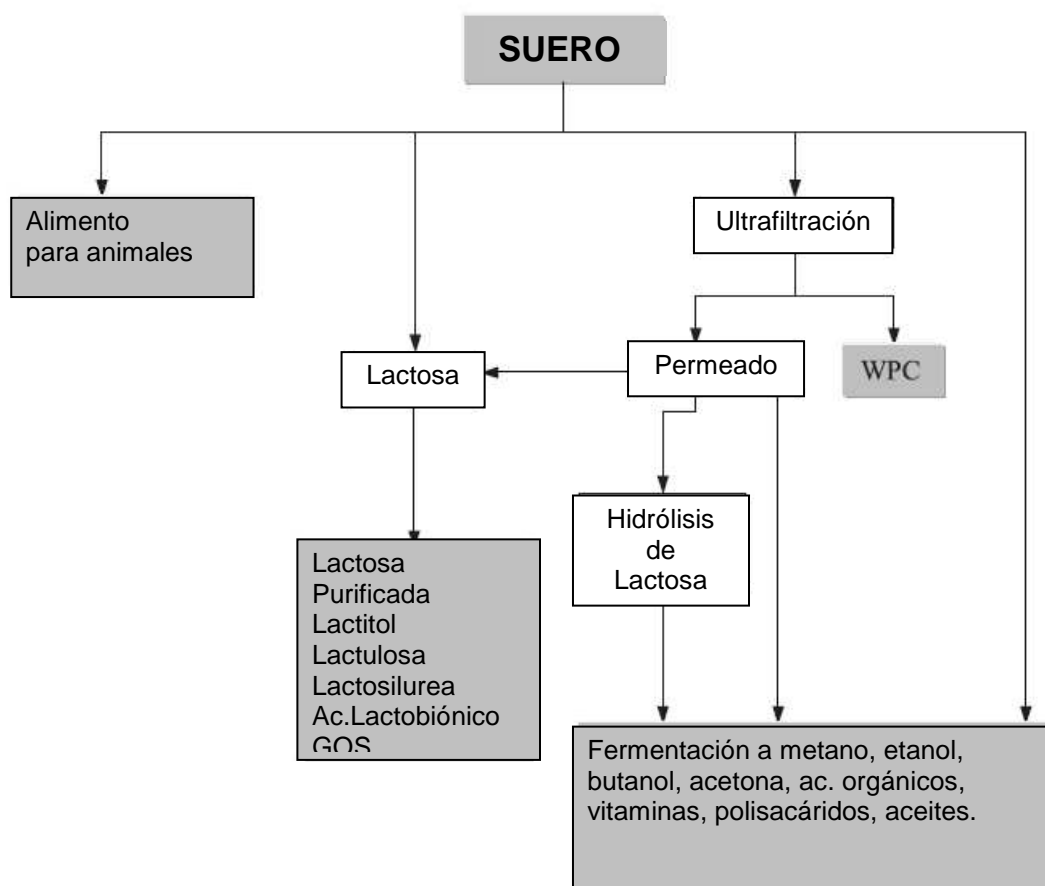 SUERO
Alimento
para animales
Ultrafiltración
Lactosa
Permeado
WPC
Hidrólisis
de
Lactosa
Lactosa
Purificada
Lactitol
Lactulosa
Lactosilurea
Ac.Lactobiónico
GOS
Fermentación a metano, etanol,
butanol, acetona, ac. orgánicos,
vitaminas, polisacáridos, aceites.